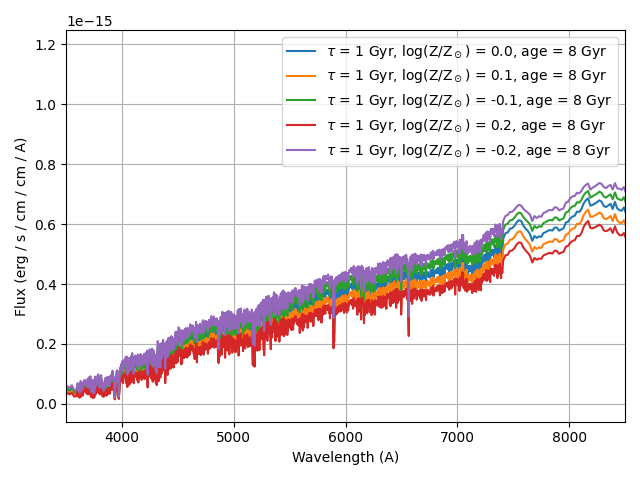 1e−15
1.2
1.0
0.8
0.6
0.4
0.2
0.0
Flux (erg / s / cm / cm / A)
τ = 1 Gyr, log(Z/Z⊙) = 0.0, age = 8 Gyr
τ = 1 Gyr, log(Z/Z⊙) = 0.1, age = 8 Gyr
τ = 1 Gyr, log(Z/Z⊙) = -0.1, age = 8 Gyr
τ = 1 Gyr, log(Z/Z⊙) = 0.2, age = 8 Gyr
τ = 1 Gyr, log(Z/Z⊙) = -0.2, age = 8 Gyr
4000 5000 6000 7000 8000
Wavelength (A)